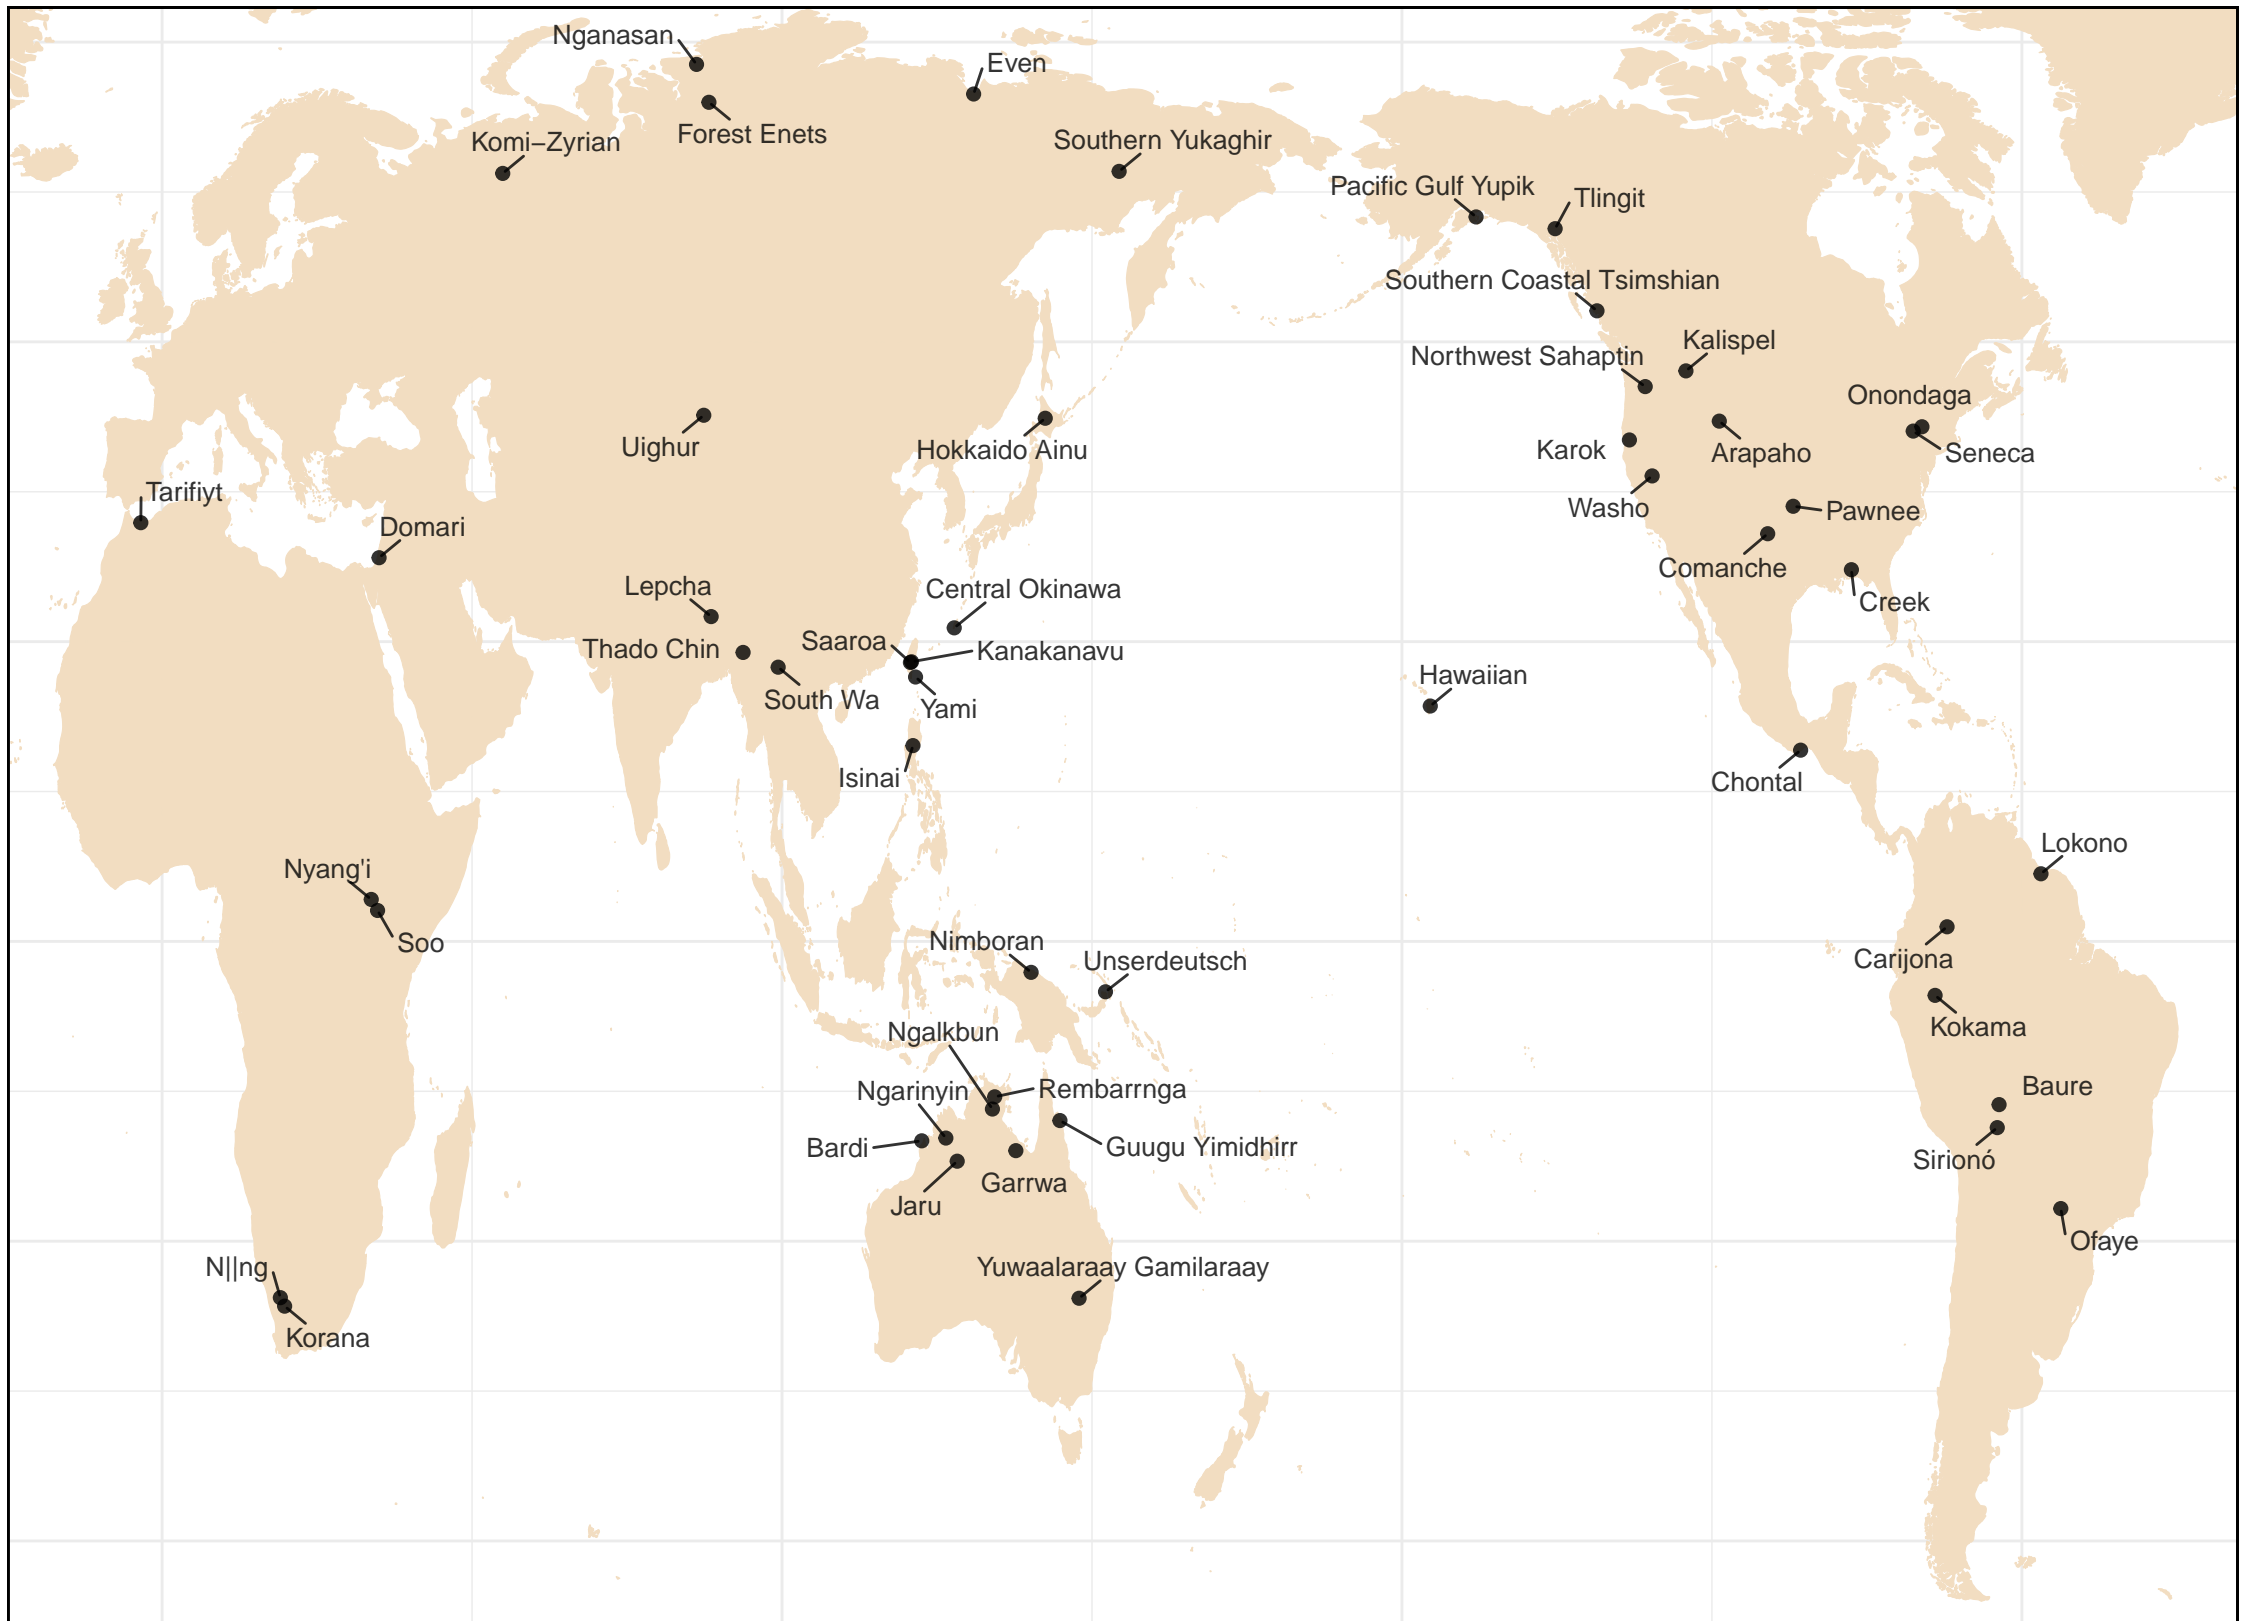 Nganasan
Even
Forest Enets
Komi–Zyrian
Southern Yukaghir
Pacific Gulf Yupik
Tlingit
Southern Coastal Tsimshian
Kalispel
Northwest Sahaptin
Onondaga
Uighur
Hokkaido Ainu
Karok
Arapaho
Seneca
Tarifiyt
Washo
Pawnee
Domari
Comanche
Lepcha
Central Okinawa
Creek
Saaroa
Thado Chin
Kanakanavu
Hawaiian
South Wa
Yami
Isinai
Chontal
Lokono
Nyang'i
Soo
Nimboran
Unserdeutsch
Carijona
Kokama
Ngalkbun
Ngarinyin
Rembarrnga
Baure
Bardi
Guugu Yimidhirr
Sirionó
Garrwa
Jaru
Ofaye
N||ng
Yuwaalaraay Gamilaraay
Korana